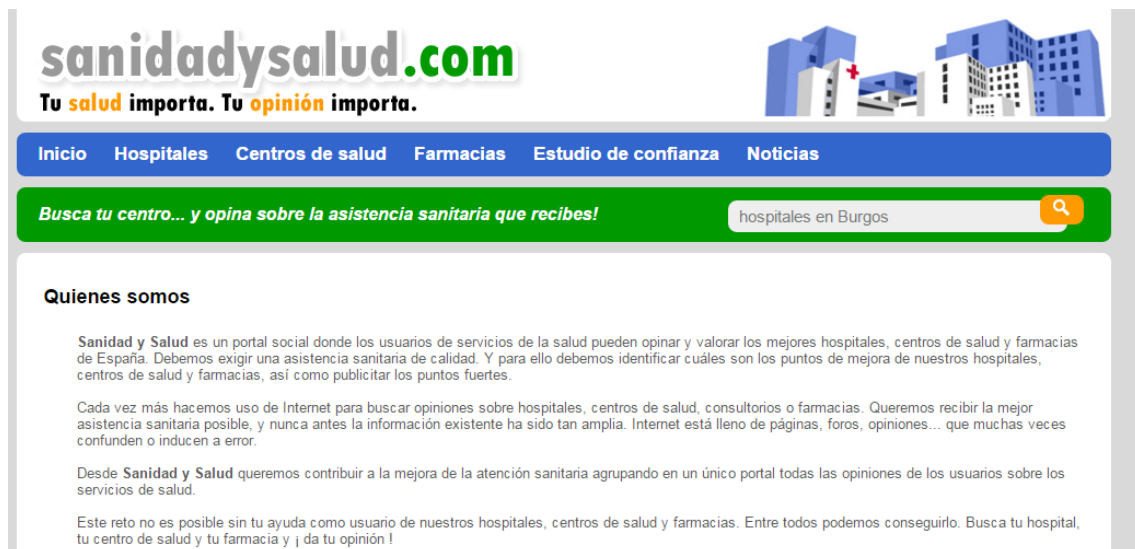 sanidadysalud.com
Tu salud importa. Tu opinión importa.
Inicio Hospitales Centros de salud Farmacias Estudio de confianza Noticias
Busca tu centro... y opina sobre la asistencia sanitaria que recibes!
hospitales en Burgos
Quienes somos
Sanidad y Salud es un portal social donde los usuarios de servicios de la salud pueden opinar y valorar los mejores hospitales, centros de salud y farmacias
de España. Debemos exigir una asistencia sanitaria de calidad. Y para ello debemos identificar cuáles son los puntos de mejora de nuestros hospitales,
centros de salud y farmacias, así como publicitar los puntos fuertes.
Cada vez más hacemos uso de Internet para buscar opiniones sobre hospitales, centros de salud, consultorios o farmacias. Queremos recibir la mejor
asistencia sanitaria posible, y nunca antes la información existente ha sido tan amplia. Internet está lleno de páginas, foros, opiniones... que muchas veces
confunden o inducen a error.
Desde Sanidad y Salud queremos contribuir a la mejora de la atención sanitaria agrupando en un único portal todas las opiniones de los usuarios sobre los
servicios de salud.
Este reto no es posible sin tu ayuda como usuario de nuestros hospitales, centros de salud y farmacias. Entre todos podemos conseguirlo. Busca tu hospital,
tu centro de salud y tu farmacia y ¡ da tu opinión !